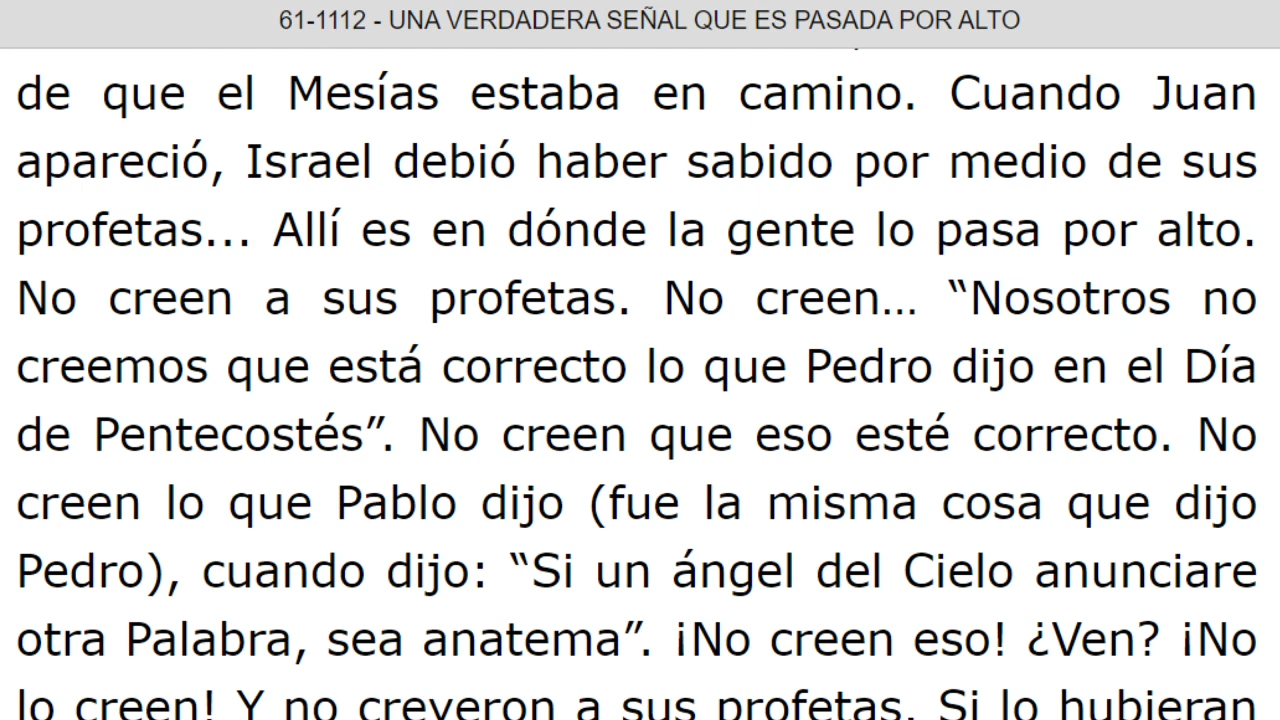 61-1112 - UNA VERDADERA SEÑAL QUE ES PASADA POR ALTO
de que el Mesías estaba en camino. Cuando Juan
apareció, Israel debió haber sabido por medio de sus
profetas... Allí es en dónde la gente lo pasa por alto.
No creen a sus profetas. No creen… “Nosotros no
creemos que está correcto lo que Pedro dijo en el Día
de Pentecostés”. No creen que eso esté correcto. No
creen lo que Pablo dijo (fue la misma cosa que dijo
Pedro), cuando dijo: “Si un ángel del Cielo anunciare
otra Palabra, sea anatema”. ¡No creen eso! ¿Ven? ¡No
lo creen! Y no creyeron a sus profetas. Si lo hubieran